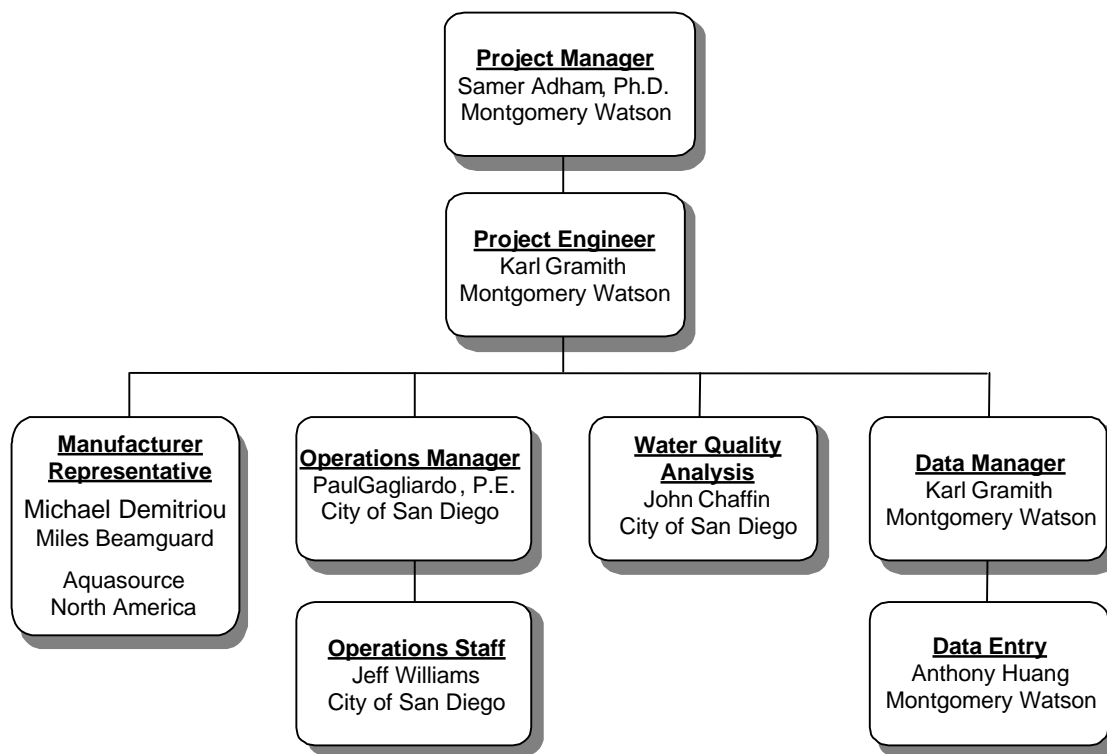 Project Manager
Samer Adham, Ph.D.
Montgomery Watson
Project Engineer
Karl Gramith
Montgomery Watson
Manufacturer
Representative
Michael Demitriou
Miles Beamguard
Aquasource
North America
Operations Manager
PaulGagliardo, P.E.
City of San Diego
Water Quality
Analysis
John Chaffin
City of San Diego
Data Manager
Karl Gramith
Montgomery Watson
Operations Staff
Jeff Williams
City of San Diego
Data Entry
Anthony Huang
Montgomery Watson